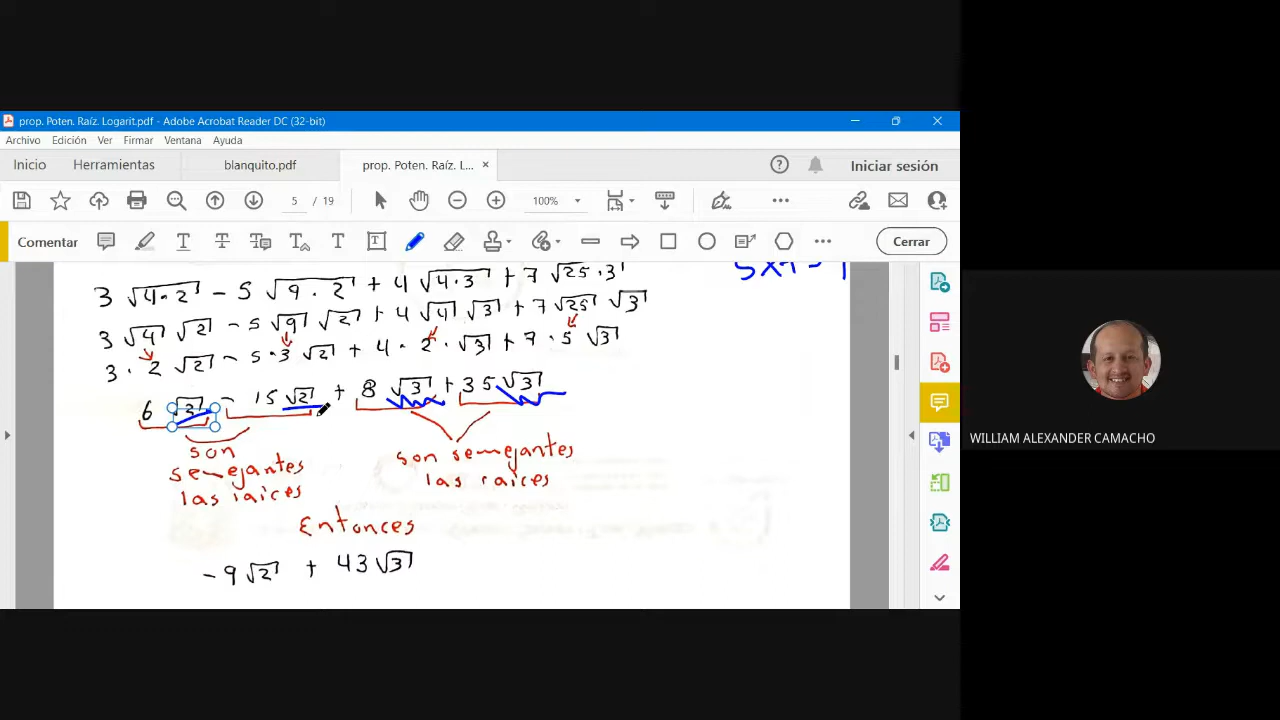 prop. Poten. Raíz. Logarit.pdf - Adobe Acrobat Reader DC (32-bit)
Archivo Edición Ver Firmar Ventana Ayuda
Inicio Herramientas blanquito.pdf prop. Poten. Raíz. L... × Iniciar sesión
5 / 19 100%
Comentar Cerrar
3 √4·2 - 5 √9·2 + 4 √4·3 + 7 √25·3
3 √4 √2 - 5 √9 √2 + 4 √4 √3 + 7 √25 √3
3 · 2 √2 - 5·3 √2 + 4 · 2 · √3 + 7 · 5 √3
6 √2 - 15 √2 + 8 √3 + 35 √3
son
semejantes
las raices
son semejantes
las raices
Entonces
-9√2 + 43√3
WILLIAM ALEXANDER CAMACHO